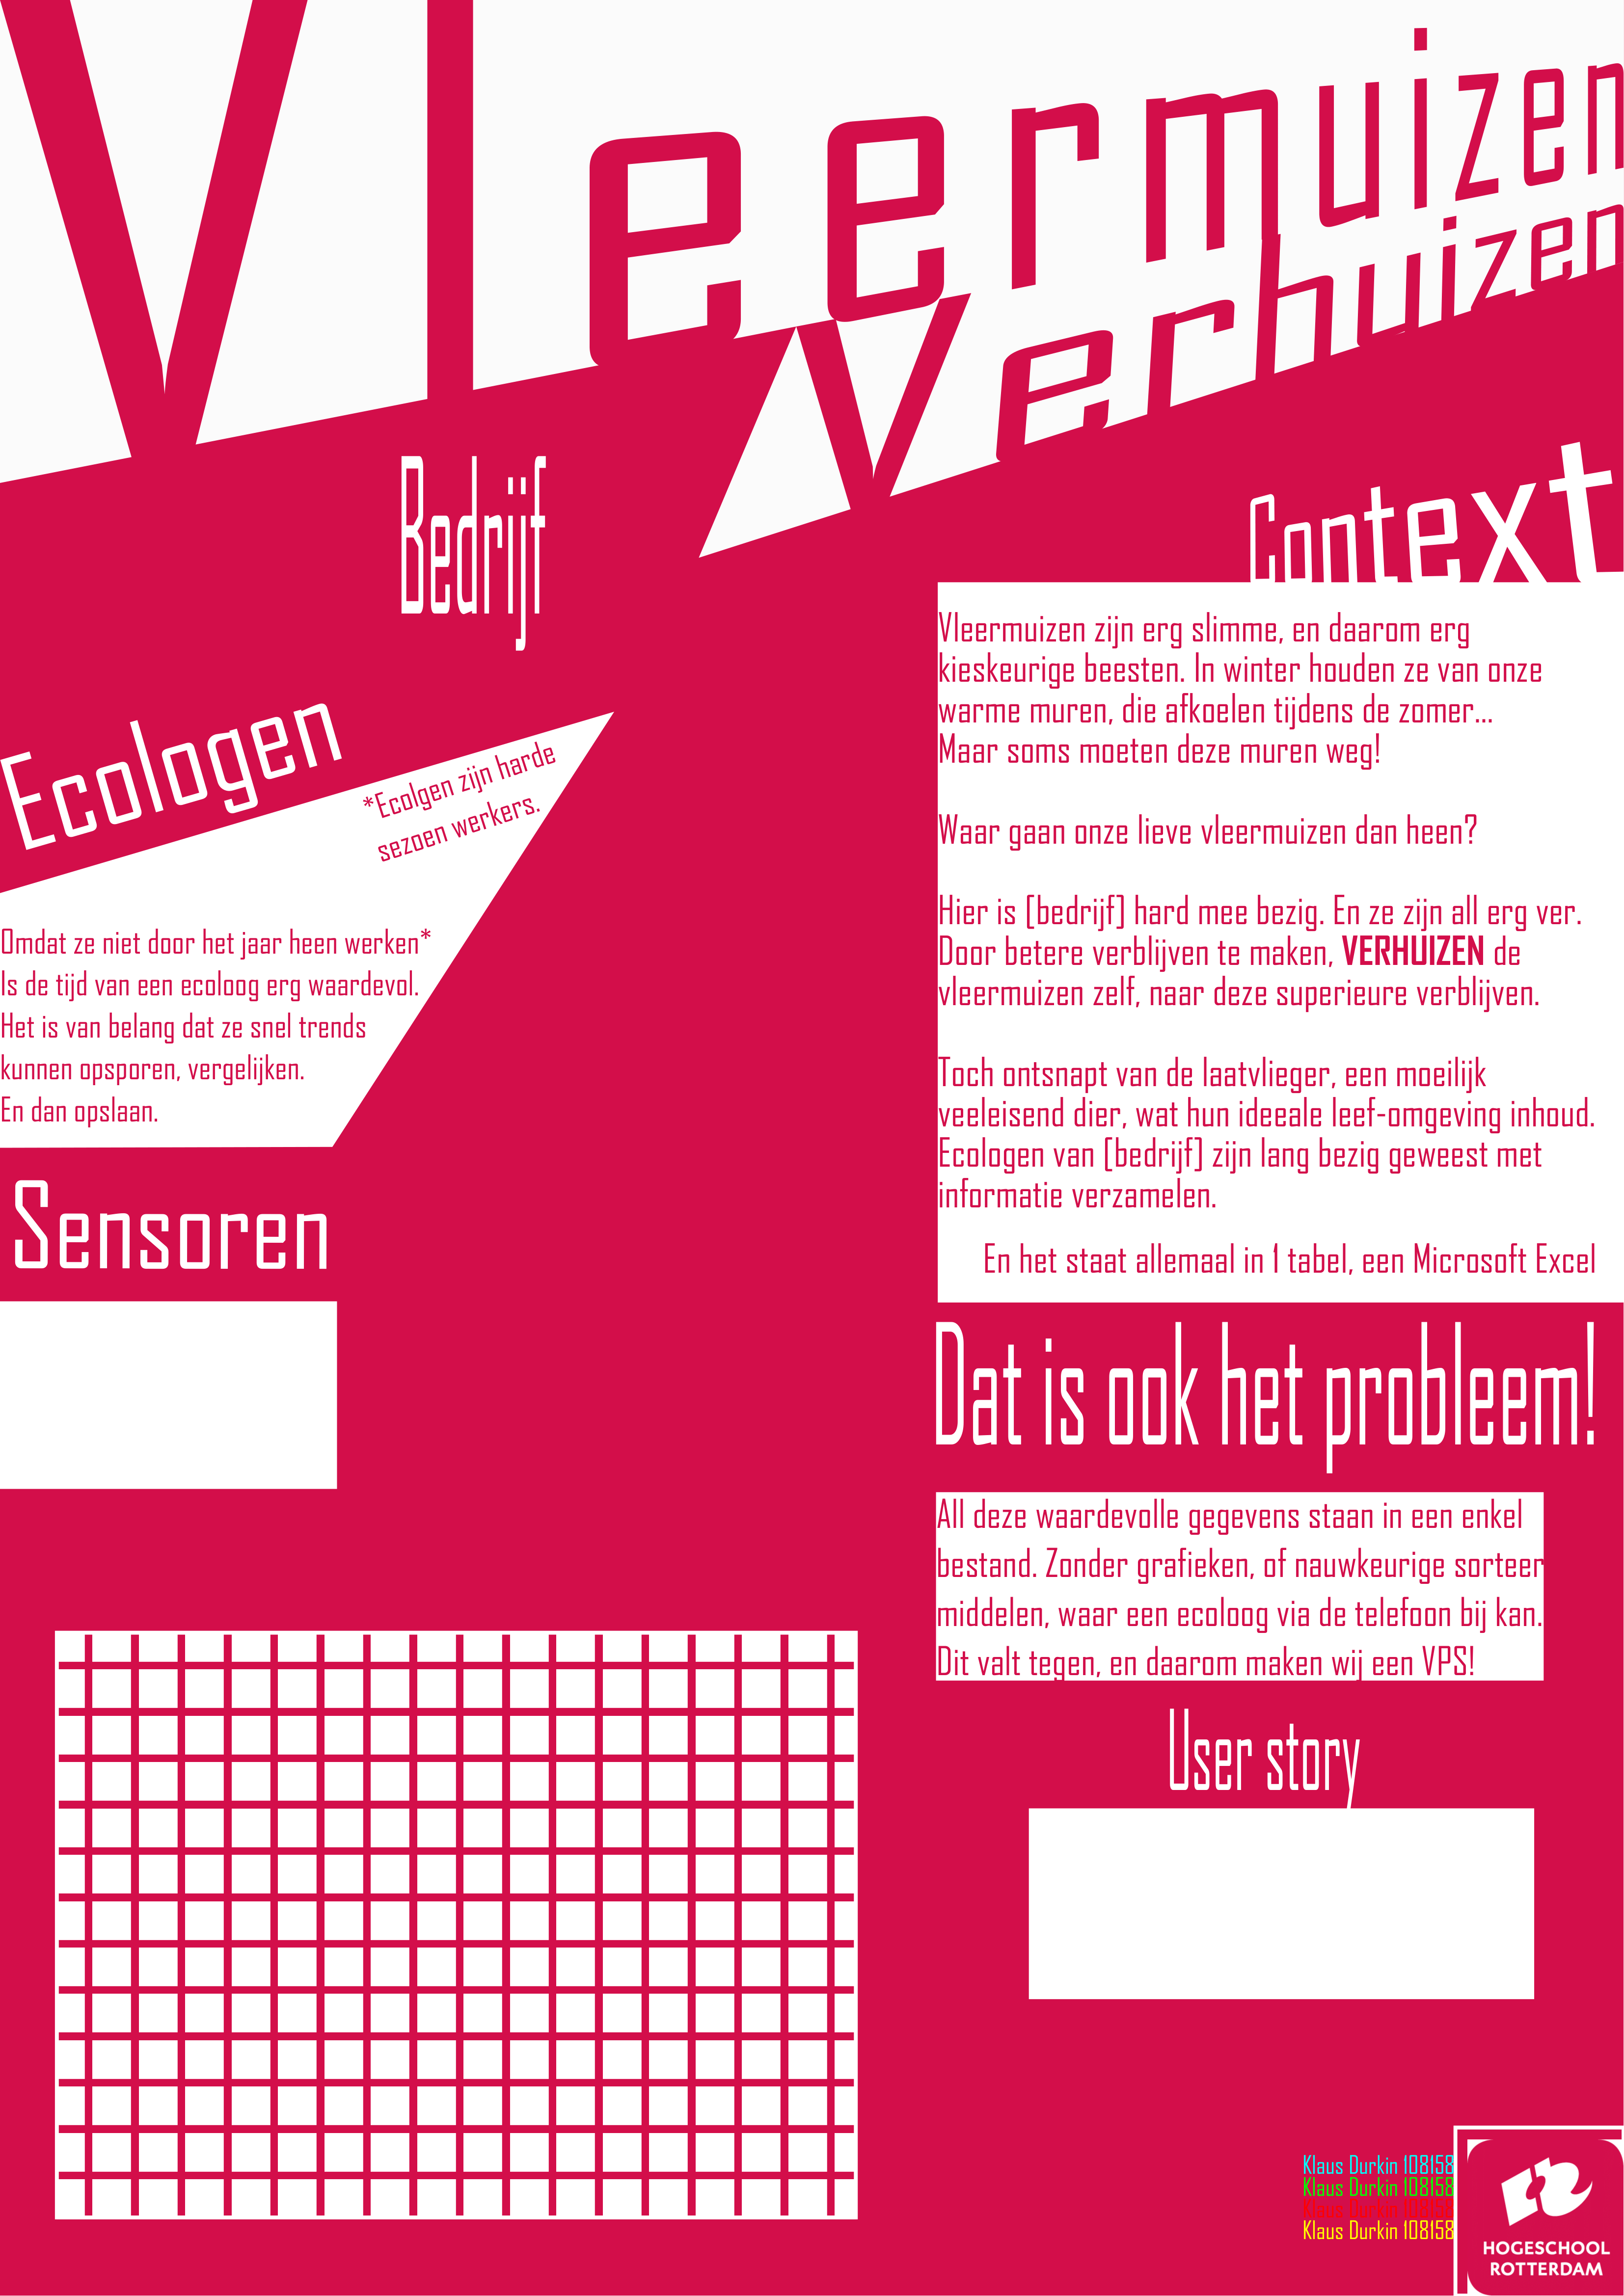 Vleermuizen
Verhuizen
Bedrijf
Ecologen
*Ecolgen zijn harde
sezoen werkers.
Omdat ze niet door het jaar heen werken*
Is de tijd van een ecoloog erg waardevol.
Het is van belang dat ze snel trends
kunnen opsporen, vergelijken.
En dan opslaan.
Sensoren
Context
Vleermuizen zijn erg slimme, en daarom erg
kieskeurige beesten. In winter houden ze van onze
warme muren, die afkoelen tijdens de zomer...
Maar soms moeten deze muren weg!
Waar gaan onze lieve vleermuizen dan heen?
Hier is [bedrijf] hard mee bezig. En ze zijn all erg ver.
Door betere verblijven te maken, VERHUIZEN de
vleermuizen zelf, naar deze superieure verblijven.
Toch ontsnapt van de laatvlieger, een moeilijk
veeleisend dier, wat hun ideeale leef-omgeving inhoud.
Ecologen van [bedrijf] zijn lang bezig geweest met
informatie verzamelen.
En het staat allemaal in 1 tabel, een Microsoft Excel
Dat is ook het probleem!
All deze waardevolle gegevens staan in een enkel
bestand. Zonder grafieken, of nauwkeurige sorteer
middelen, waar een ecoloog via de telefoon bij kan.
Dit valt tegen, en daarom maken wij een VPS!
User story
Klaus Durkin 108158
Klaus Durkin 108158
Klaus Durkin 108158
Klaus Durkin 108158
HOGESCHOOL
ROTTERDAM